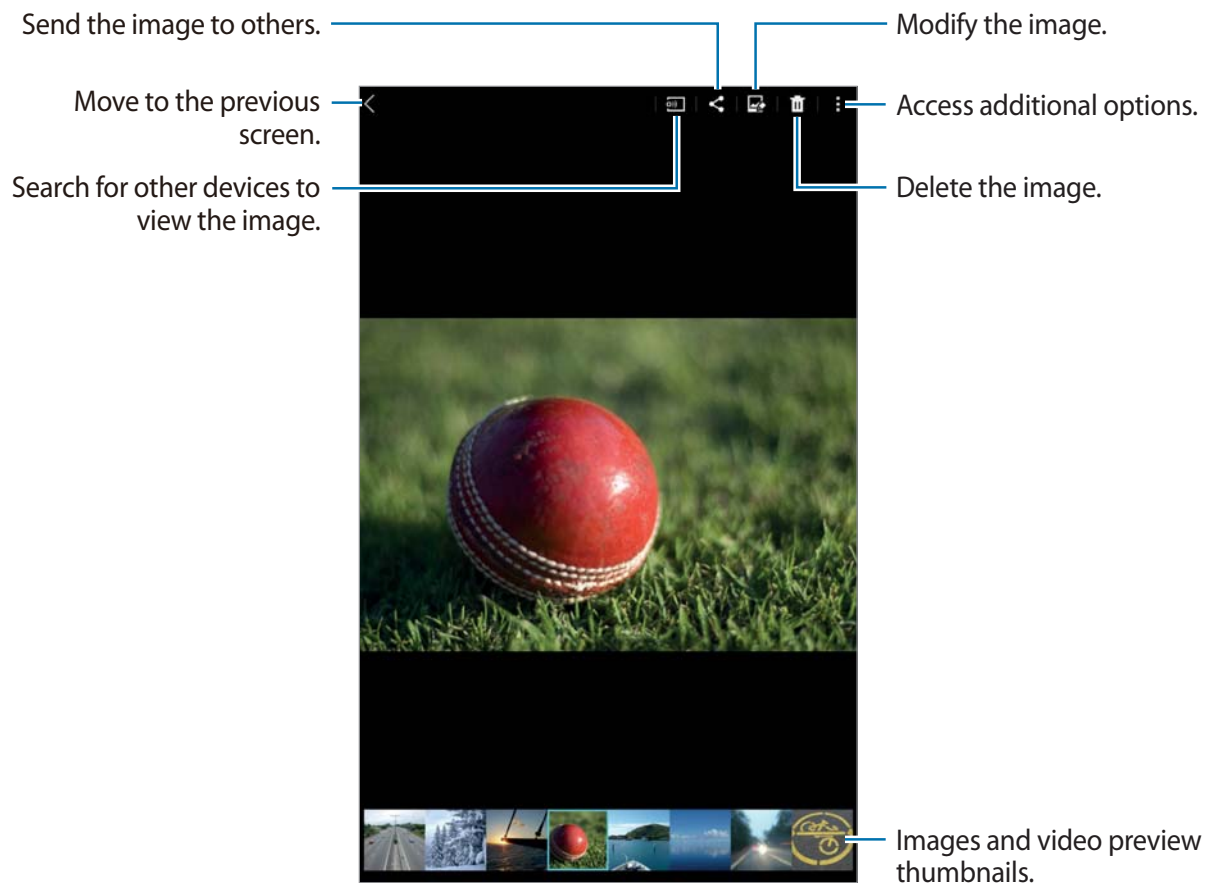 Send the image to others.
Move to the previous
screen.
Search for other devices to
view the image.
Modify the image.
Access additional options.
Delete the image.
Images and video preview
thumbnails.